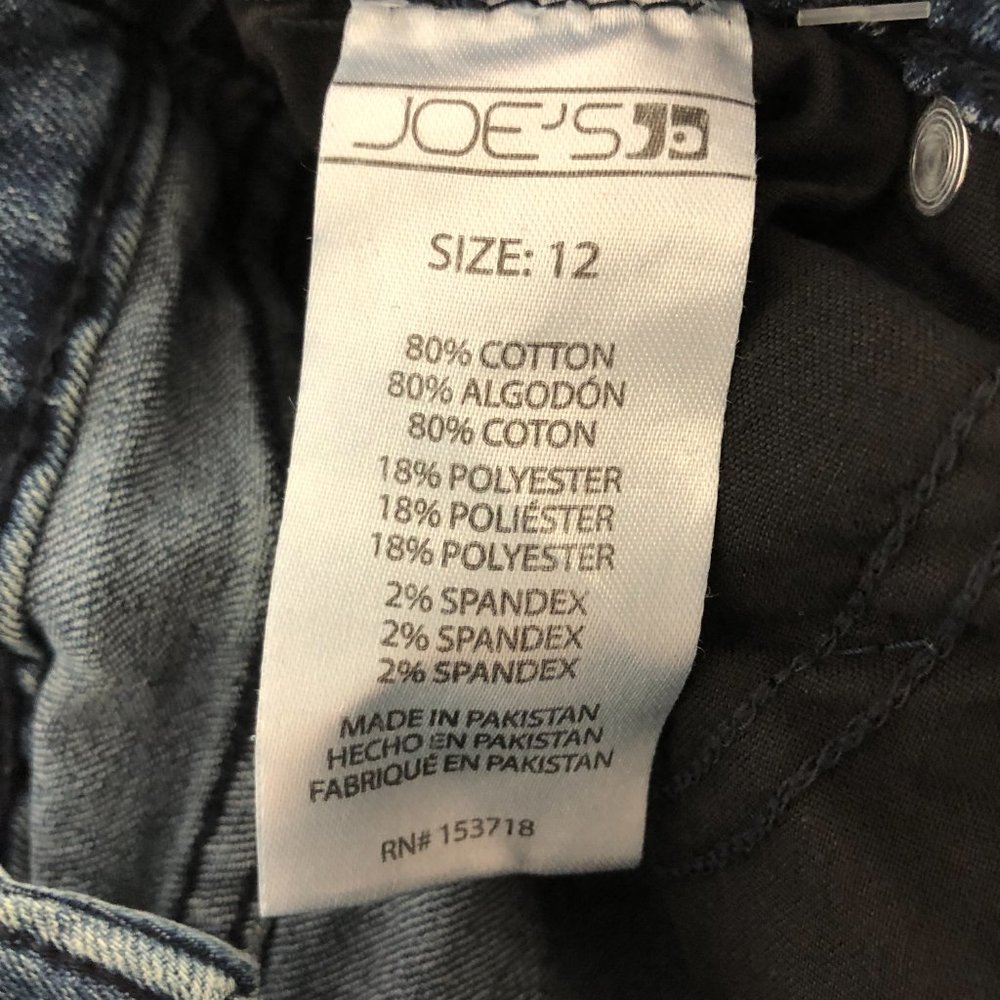 JOE'S
SIZE: 12
80% COTTON
80% ALGODÓN
80% COTON
18% POLYESTER
18% POLIÉSTER
18% POLYESTER
2% SPANDEX
2% SPANDEX
2% SPANDEX
MADE IN PAKISTAN
HECHO EN PAKISTAN
FABRIQUÉ EN PAKISTAN
RN# 153718